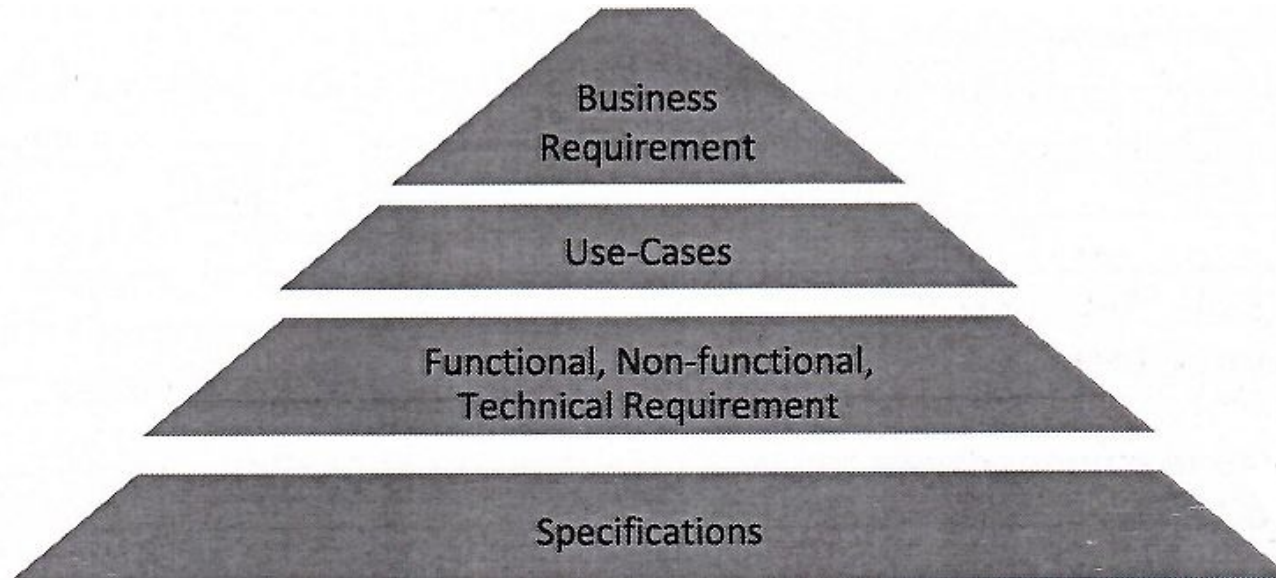 Business
Requirement
Use-Cases
Functional, Non-functional,
Technical Requirement
Specifications